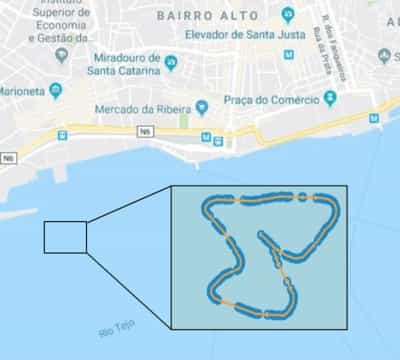 Instituto
Superior de
Economia
e Gestão da...
BAIRRO ALTO
Elevador de Santa Justa
R. dos Fanqueiros
Rua da Prata
Miradouro de
Santa Catarina
Marioneta
Mercado da Ribeira
Praça do Comércio
M
N6
M
M
N6
Rio Tejo